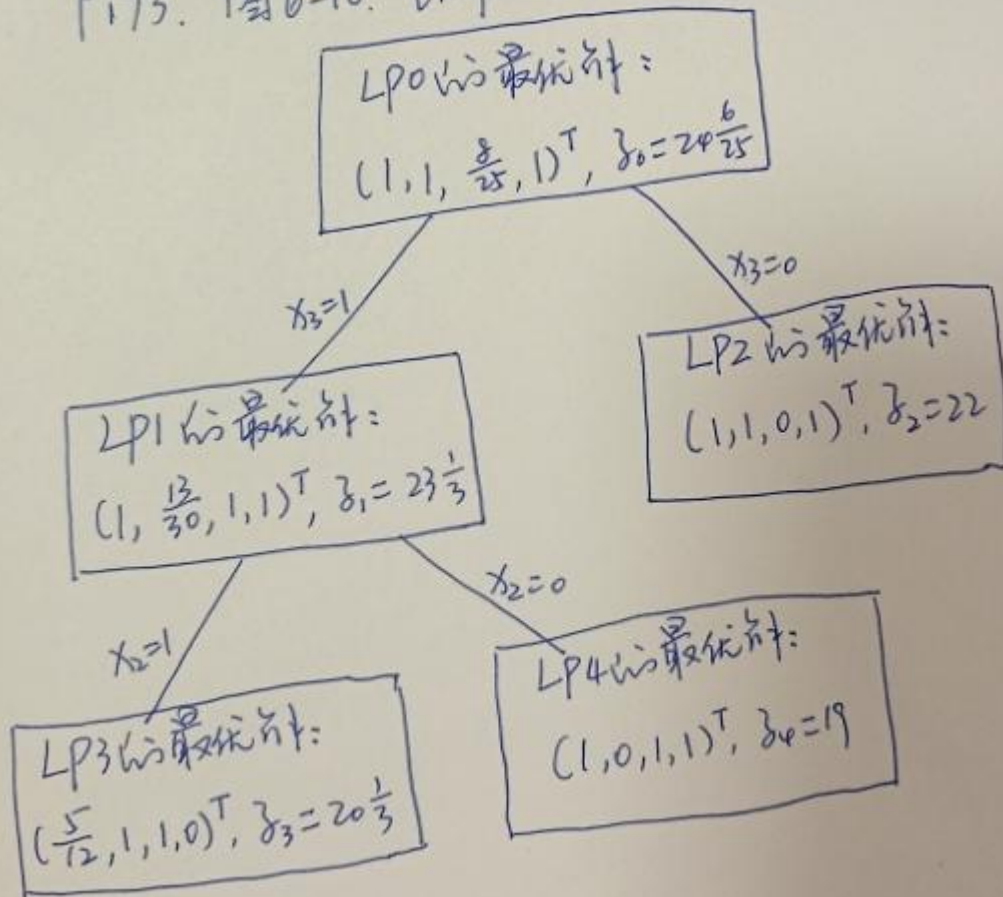 LP0的最优解：
(1, 1, 8/25, 1)ᵀ, z₀=24 6/25
x₃=1
x₃=0
LP1的最优解：
(1, 13/30, 1, 1)ᵀ, z₁= 23 1/3
LP2的最优解：
(1, 1, 0, 1)ᵀ, z₂=22
x₂=1
x₂=0
LP3的最优解：
(5/12, 1, 1, 0)ᵀ, z₃=20 1/3
LP4的最优解：
(1, 0, 1, 1)ᵀ, z₄=19